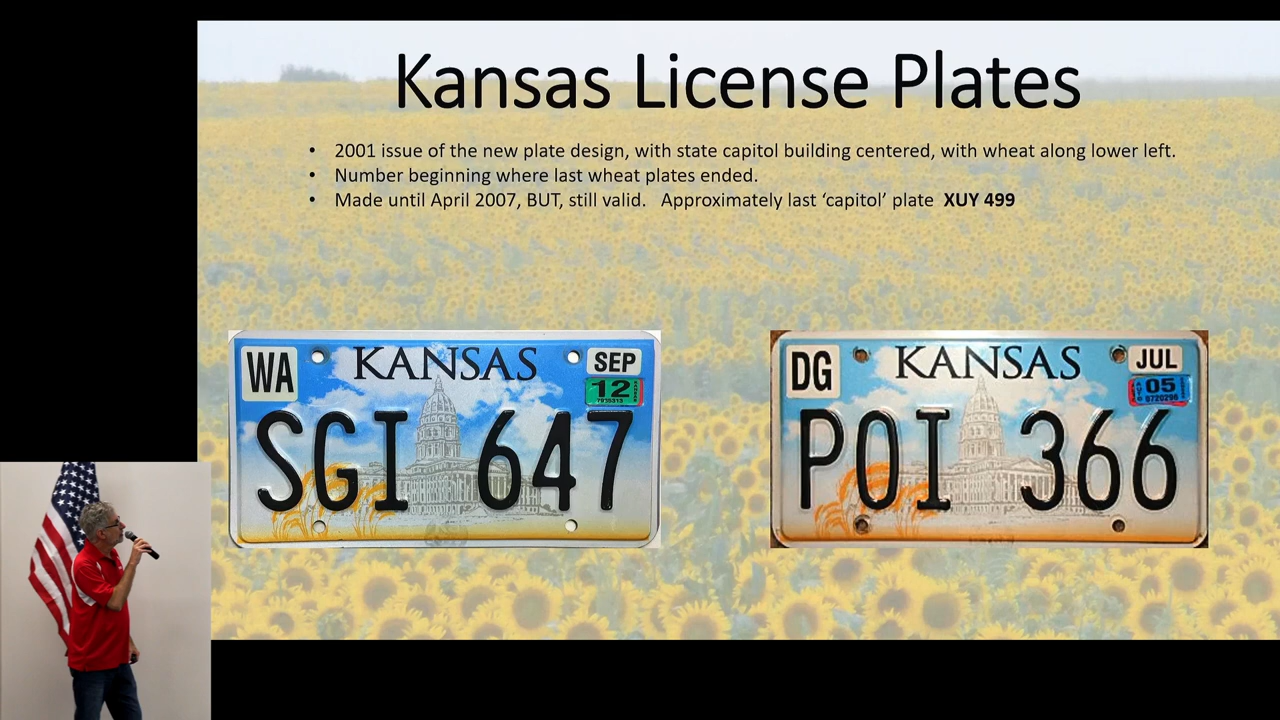 Kansas License Plates
• 2001 issue of the new plate design, with state capitol building centered, with wheat along lower left.
• Number beginning where last wheat plates ended.
• Made until April 2007, BUT, still valid. Approximately last ‘capitol’ plate XUY 499
WA KANSAS SEP
12
SGI 647
DG KANSAS JUL
05
8720296
POI 366